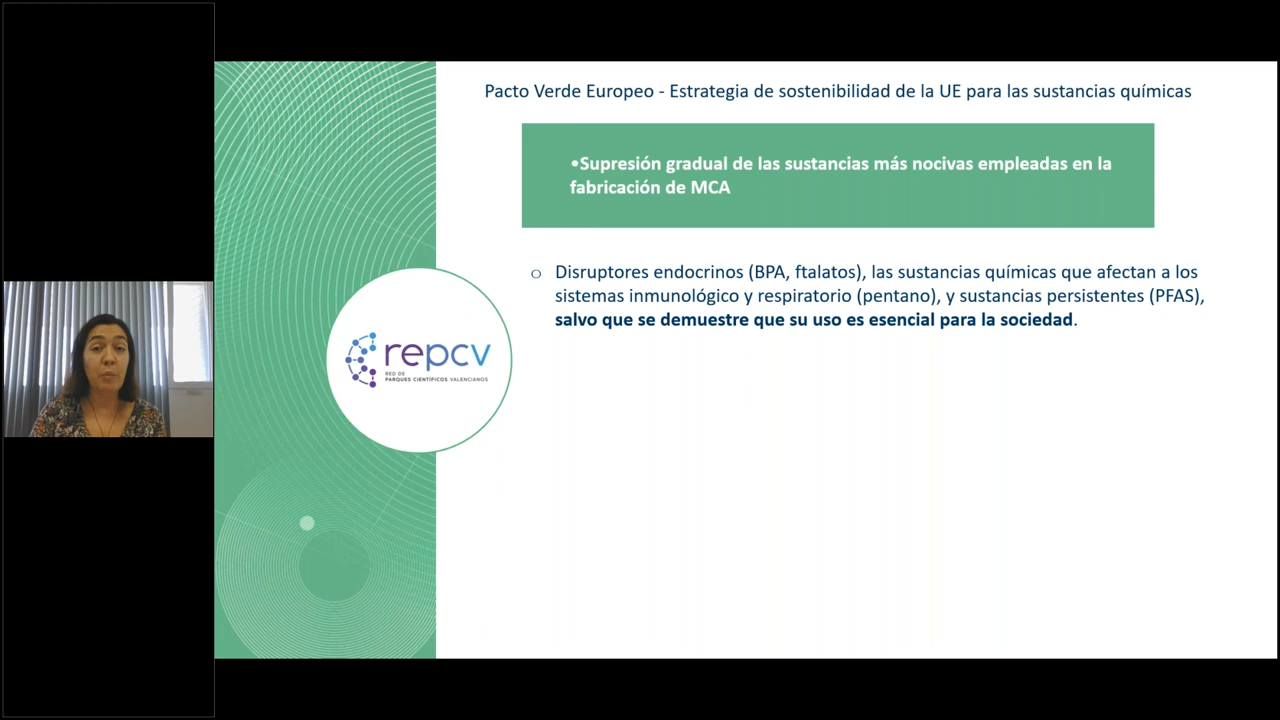 Pacto Verde Europeo - Estrategia de sostenibilidad de la UE para las sustancias químicas
•Supresión gradual de las sustancias más nocivas empleadas en la
fabricación de MCA
o Disruptores endocrinos (BPA, ftalatos), las sustancias químicas que afectan a los
sistemas inmunológico y respiratorio (pentano), y sustancias persistentes (PFAS),
salvo que se demuestre que su uso es esencial para la sociedad.
repcv
RED DE
PARQUES CIENTÍFICOS VALENCIANOS